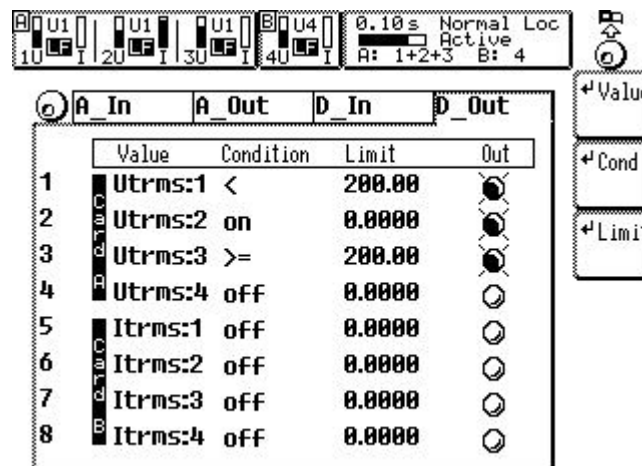 A U1 U1 U1 B U4 0.10s Normal Loc
LF LF LF LF Active
1U I 2U I 3U I 4U I A: 1+2+3 B: 4
A_In A_Out D_In D_Out
Value
Value Condition Limit Out
Cond
1 Utrms:1 < 200.00
2 Utrms:2 on 0.0000
3 Utrms:3 >= 200.00
Limit
4 Utrms:4 off 0.0000
Card A
5 Itrms:1 off 0.0000
6 Itrms:2 off 0.0000
7 Itrms:3 off 0.0000
8 Itrms:4 off 0.0000
Card B